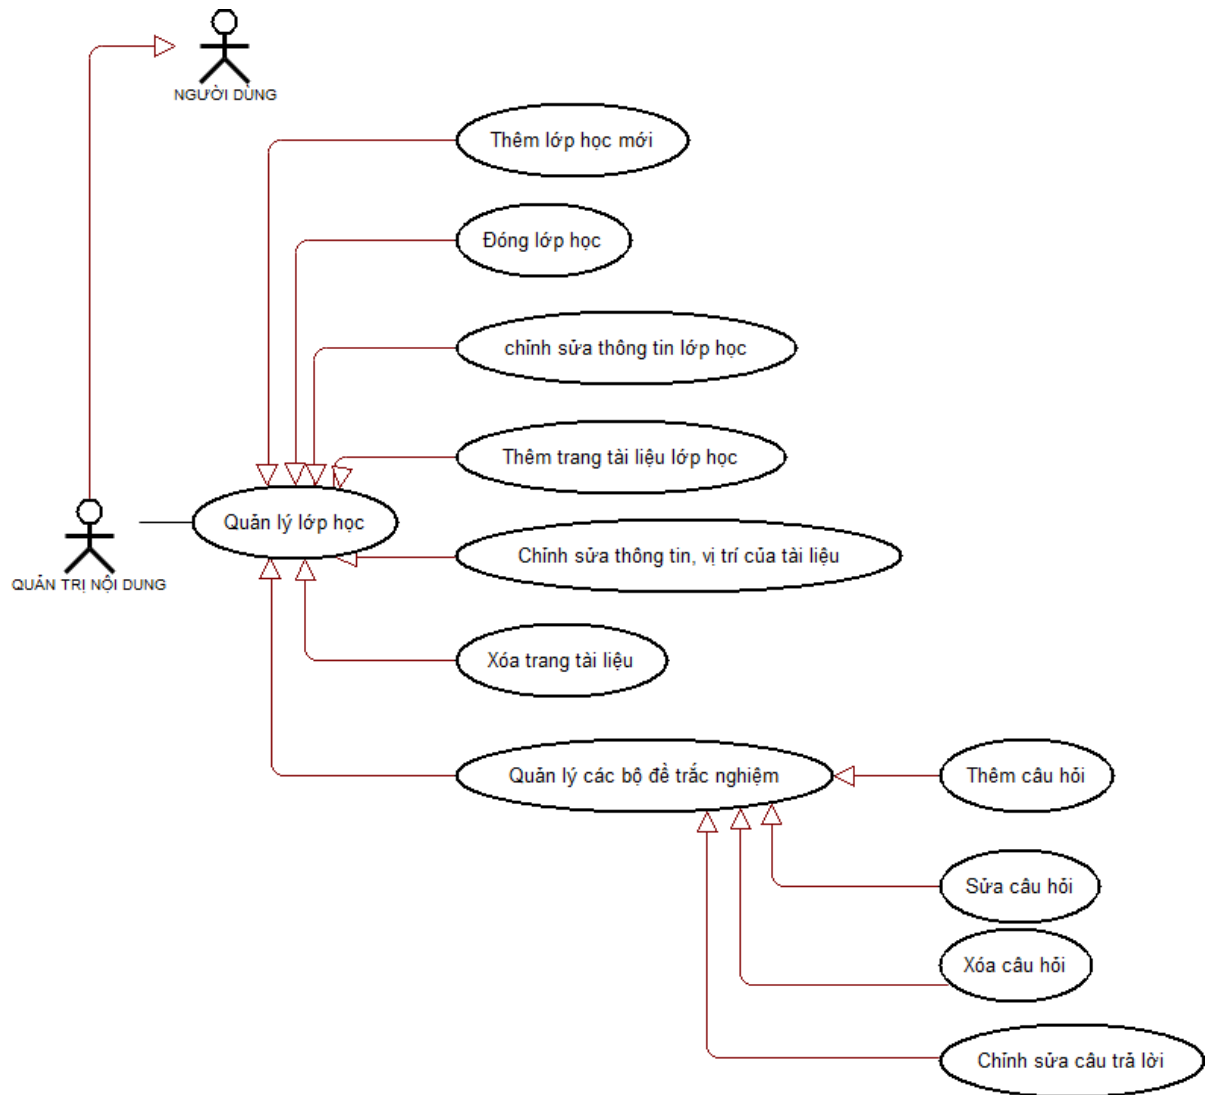 NGƯỜI DÙNG
Thêm lớp học mới
Đóng lớp học
chỉnh sửa thông tin lớp học
Thêm trang tài liệu lớp học
Quản lý lớp học
Chỉnh sửa thông tin, vị trí của tài liệu
QUẢN TRỊ NỘI DUNG
Xóa trang tài liệu
Quản lý các bộ đề trắc nghiệm
Thêm câu hỏi
Sửa câu hỏi
Xóa câu hỏi
Chỉnh sửa câu trả lời